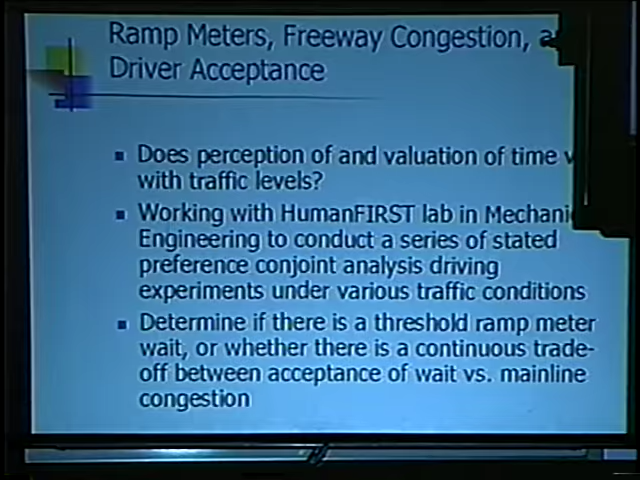 Ramp Meters, Freeway Congestion,
Driver Acceptance
Does perception of and valuation of time
with traffic levels?
Working with HumanFIRST lab in
Engineering to conduct a series of stated
preference conjoint analysis driving
experiments under various traffic conditions
Determine if there is a threshold ramp meter
wait, or whether there is a continuous trade-
off between acceptance of wait vs. mainline
congestion